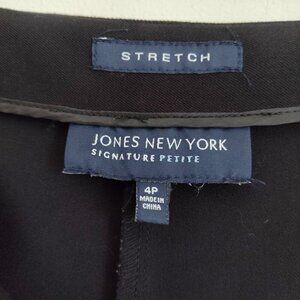 STRETCH
JONES NEW YORK
SIGNATURE PETITE
4P
MADE IN
CHINA